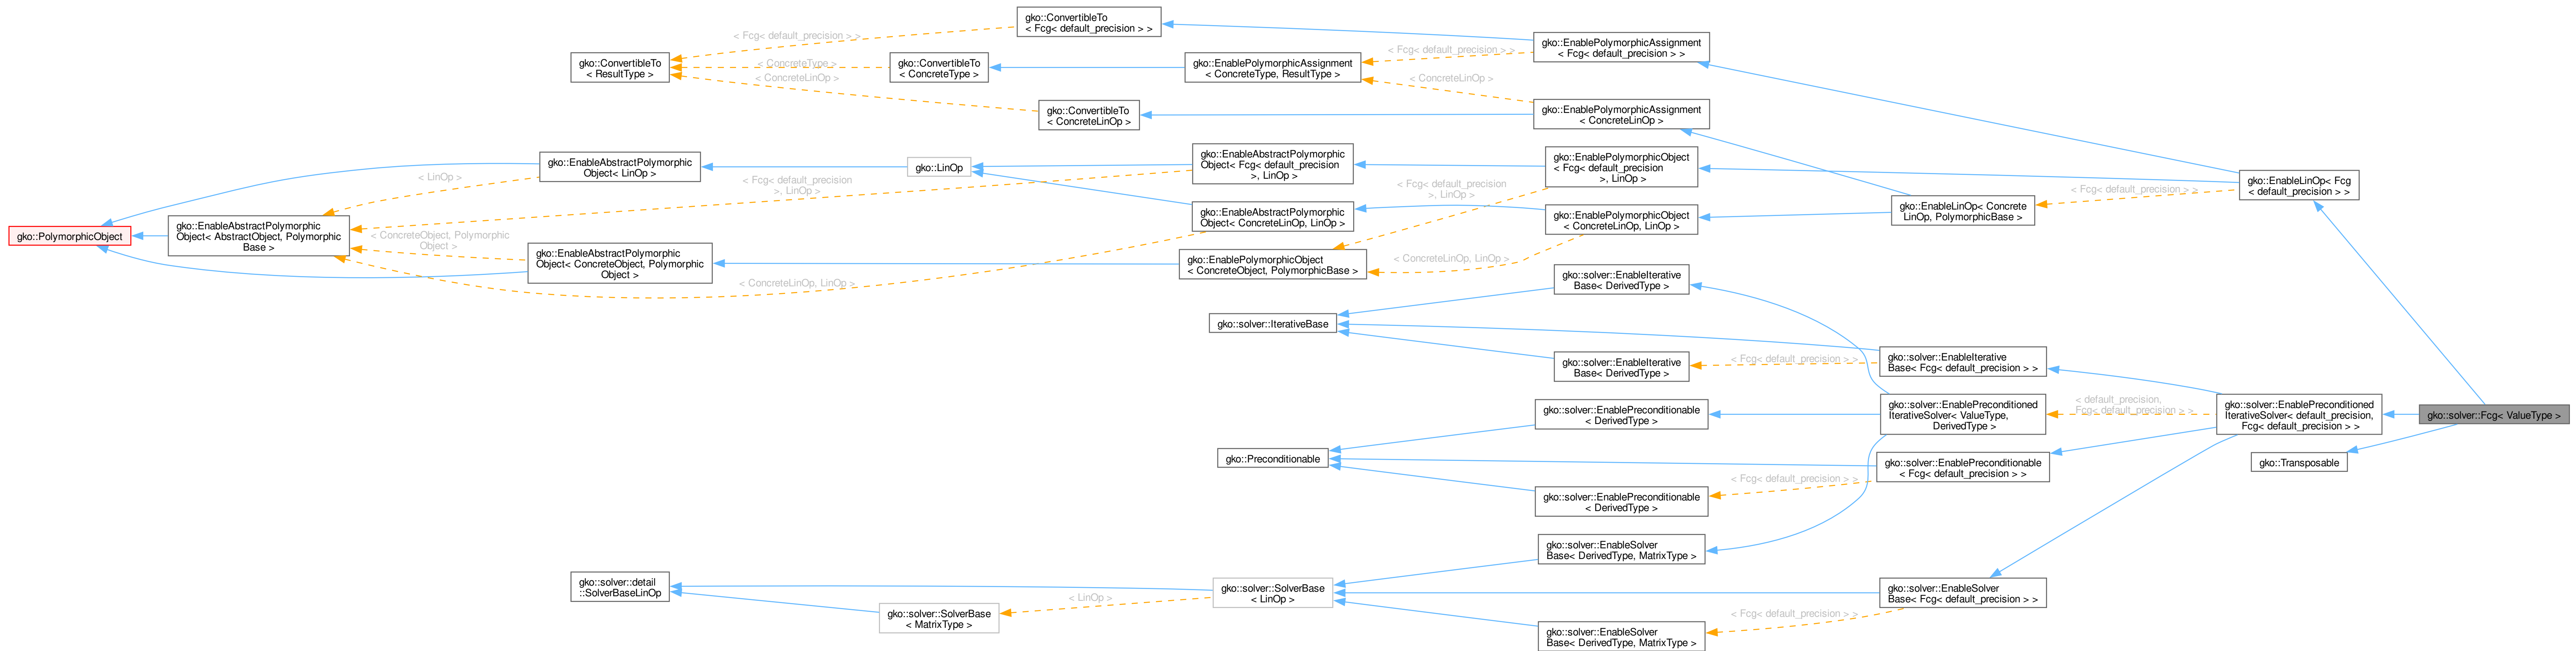 gko::ConvertibleTo
< Fcg< default_precision > >
< Fcg< default_precision > >
gko::EnablePolymorphicAssignment
< Fcg< default_precision > >
< Fcg< default_precision > >
gko::ConvertibleTo
< ResultType >
< ConcreteType >
gko::ConvertibleTo
< ConcreteType >
gko::EnablePolymorphicAssignment
< ConcreteType, ResultType >
< ConcreteLinOp >
< ConcreteLinOp >
gko::ConvertibleTo
< ConcreteLinOp >
gko::EnablePolymorphicAssignment
< ConcreteLinOp >
gko::EnableAbstractPolymorphic
Object< LinOp >
gko::LinOp
gko::EnableAbstractPolymorphic
Object< Fcg< default_precision
>, LinOp >
gko::EnablePolymorphicObject
< Fcg< default_precision
>, LinOp >
< LinOp >
< Fcg< default_precision
>, LinOp >
< Fcg< default_precision
>, LinOp >
gko::EnableLinOp< Fcg
< default_precision > >
< Fcg< default_precision > >
gko::EnableLinOp< Concrete
LinOp, PolymorphicBase >
gko::EnableAbstractPolymorphic
Object< ConcreteLinOp, LinOp >
gko::EnablePolymorphicObject
< ConcreteLinOp, LinOp >
gko::PolymorphicObject
gko::EnableAbstractPolymorphic
Object< AbstractObject, Polymorphic
Base >
< ConcreteObject, Polymorphic
Object >
gko::EnableAbstractPolymorphic
Object< ConcreteObject, Polymorphic
Object >
gko::EnablePolymorphicObject
< ConcreteObject, PolymorphicBase >
< ConcreteLinOp, LinOp >
< ConcreteLinOp, LinOp >
gko::solver::EnableIterative
Base< DerivedType >
gko::solver::IterativeBase
gko::solver::EnableIterative
Base< DerivedType >
< Fcg< default_precision > >
gko::solver::EnableIterative
Base< Fcg< default_precision > >
gko::solver::EnablePreconditionable
< DerivedType >
gko::solver::EnablePreconditioned
IterativeSolver< ValueType,
DerivedType >
< default_precision,
Fcg< default_precision > >
gko::solver::EnablePreconditioned
IterativeSolver< default_precision,
Fcg< default_precision > >
gko::solver::Fcg< ValueType >
gko::Preconditionable
gko::solver::EnablePreconditionable
< Fcg< default_precision > >
gko::Transposable
< Fcg< default_precision > >
gko::solver::EnablePreconditionable
< DerivedType >
gko::solver::EnableSolver
Base< DerivedType, MatrixType >
gko::solver::detail
::SolverBaseLinOp
gko::solver::SolverBase
< LinOp >
gko::solver::EnableSolver
Base< Fcg< default_precision > >
< LinOp >
gko::solver::SolverBase
< MatrixType >
< Fcg< default_precision > >
gko::solver::EnableSolver
Base< DerivedType, MatrixType >